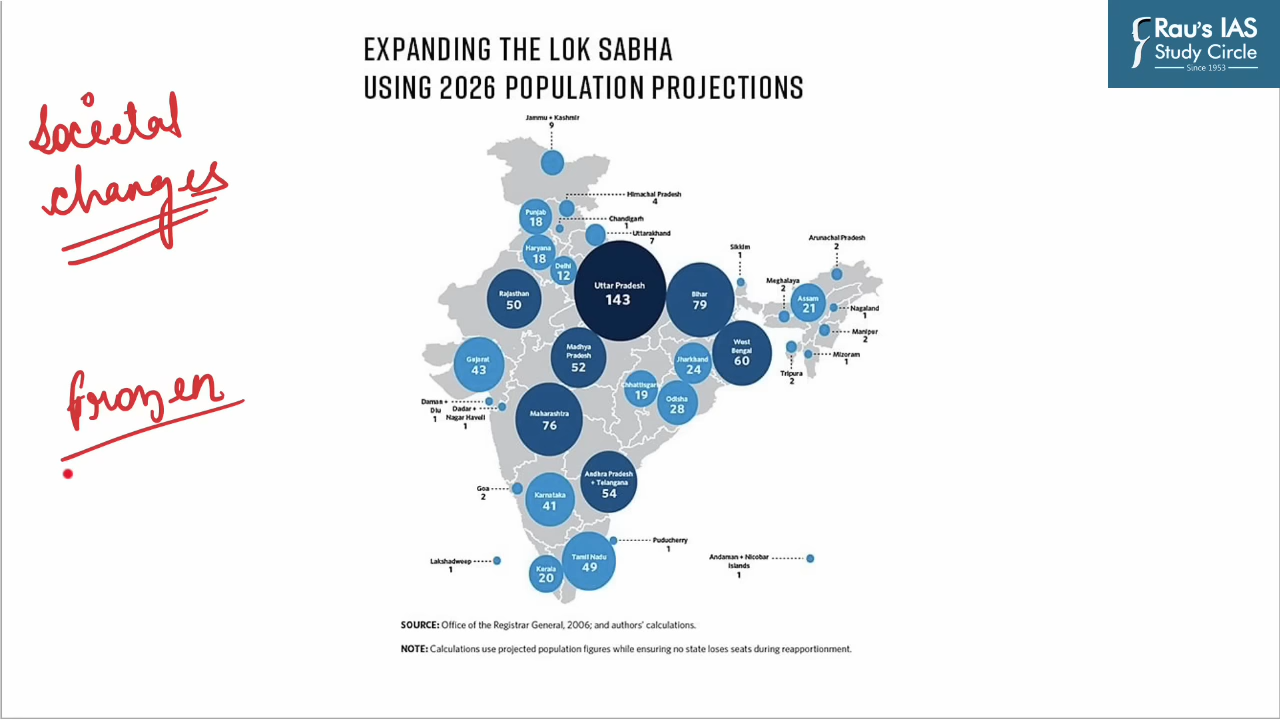 Rau's IAS
Study Circle
Since 1953
EXPANDING THE LOK SABHA
USING 2026 POPULATION PROJECTIONS
Societal
changes
frozen
Jammu + Kashmir
9
Himachal Pradesh
4
Punjab
18
Chandigarh
1
Uttarakhand
7
Haryana
18
Delhi
12
Rajasthan
50
Uttar Pradesh
143
Bihar
79
Sikkim
1
Arunachal Pradesh
2
Meghalaya
2
Assam
21
Nagaland
1
Manipur
2
Mizoram
1
Tripura
2
West
Bengal
60
Gujarat
43
Madhya
Pradesh
52
Jharkhand
24
Chhattisgarh
19
Odisha
28
Daman +
Diu
1
Dadar +
Nagar Haveli
1
Maharashtra
76
Andhra Pradesh
+ Telangana
54
Goa
2
Karnataka
41
Puducherry
1
Lakshadweep
1
Kerala
20
Tamil Nadu
49
Andaman + Nicobar
Islands
1
SOURCE: Office of the Registrar General, 2006; and authors' calculations.
NOTE: Calculations use projected population figures while ensuring no state loses seats during reapportionment.